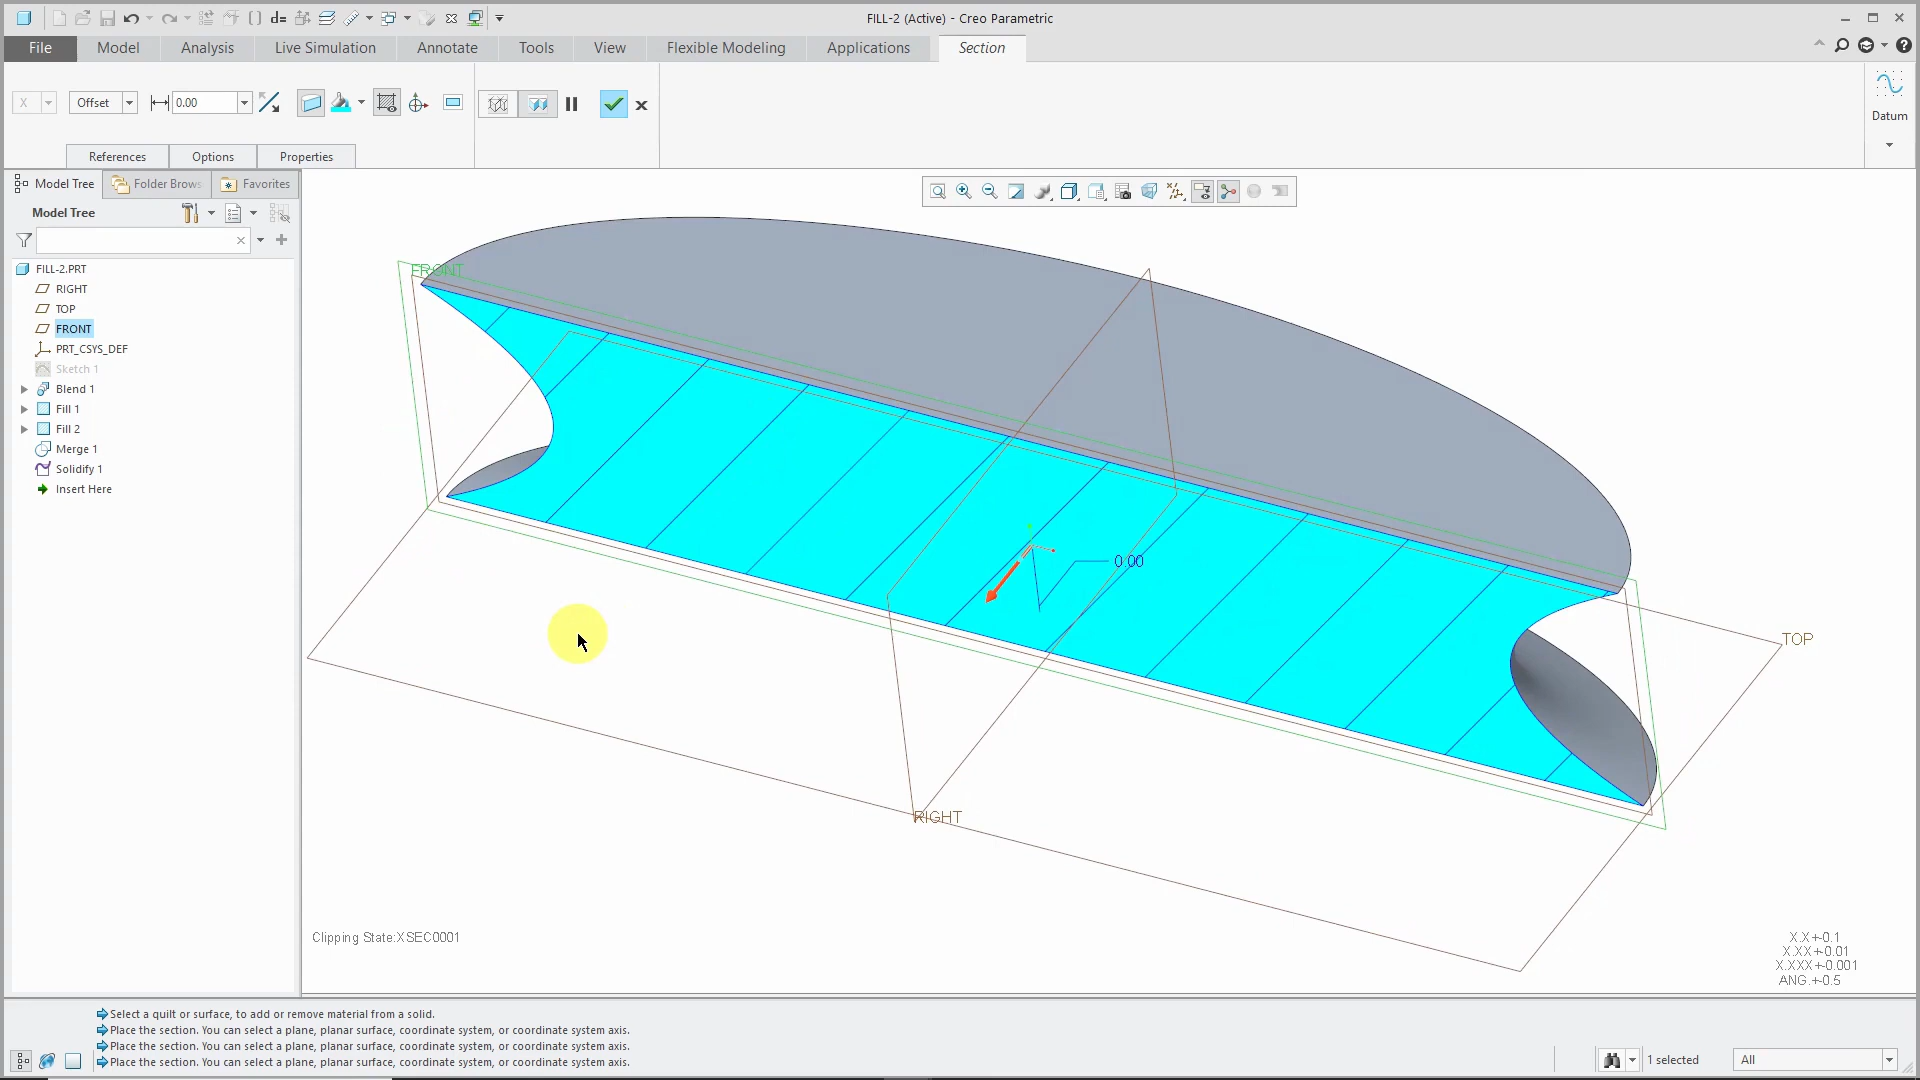 FILL-2 (Active) - Creo Parametric
File
Model
Analysis
Live Simulation
Annotate
Tools
View
Flexible Modeling
Applications
Section
X
Offset
0.00
Datum
References
Options
Properties
Model Tree
Folder Brows
Favorites
Model Tree
FILL-2.PRT
RIGHT
TOP
FRONT
PRT_CSYS_DEF
Sketch 1
Blend 1
Fill 1
Fill 2
Merge 1
Solidify 1
Insert Here
FRONT
0.00
TOP
RIGHT
Clipping State:XSEC0001
X.X+-0.1
X.XX+-0.01
X.XXX+-0.001
ANG.+-0.5
Select a quilt or surface, to add or remove material from a solid.
Place the section. You can select a plane, planar surface, coordinate system, or coordinate system axis.
Place the section. You can select a plane, planar surface, coordinate system, or coordinate system axis.
Place the section. You can select a plane, planar surface, coordinate system, or coordinate system axis.
1 selected
All